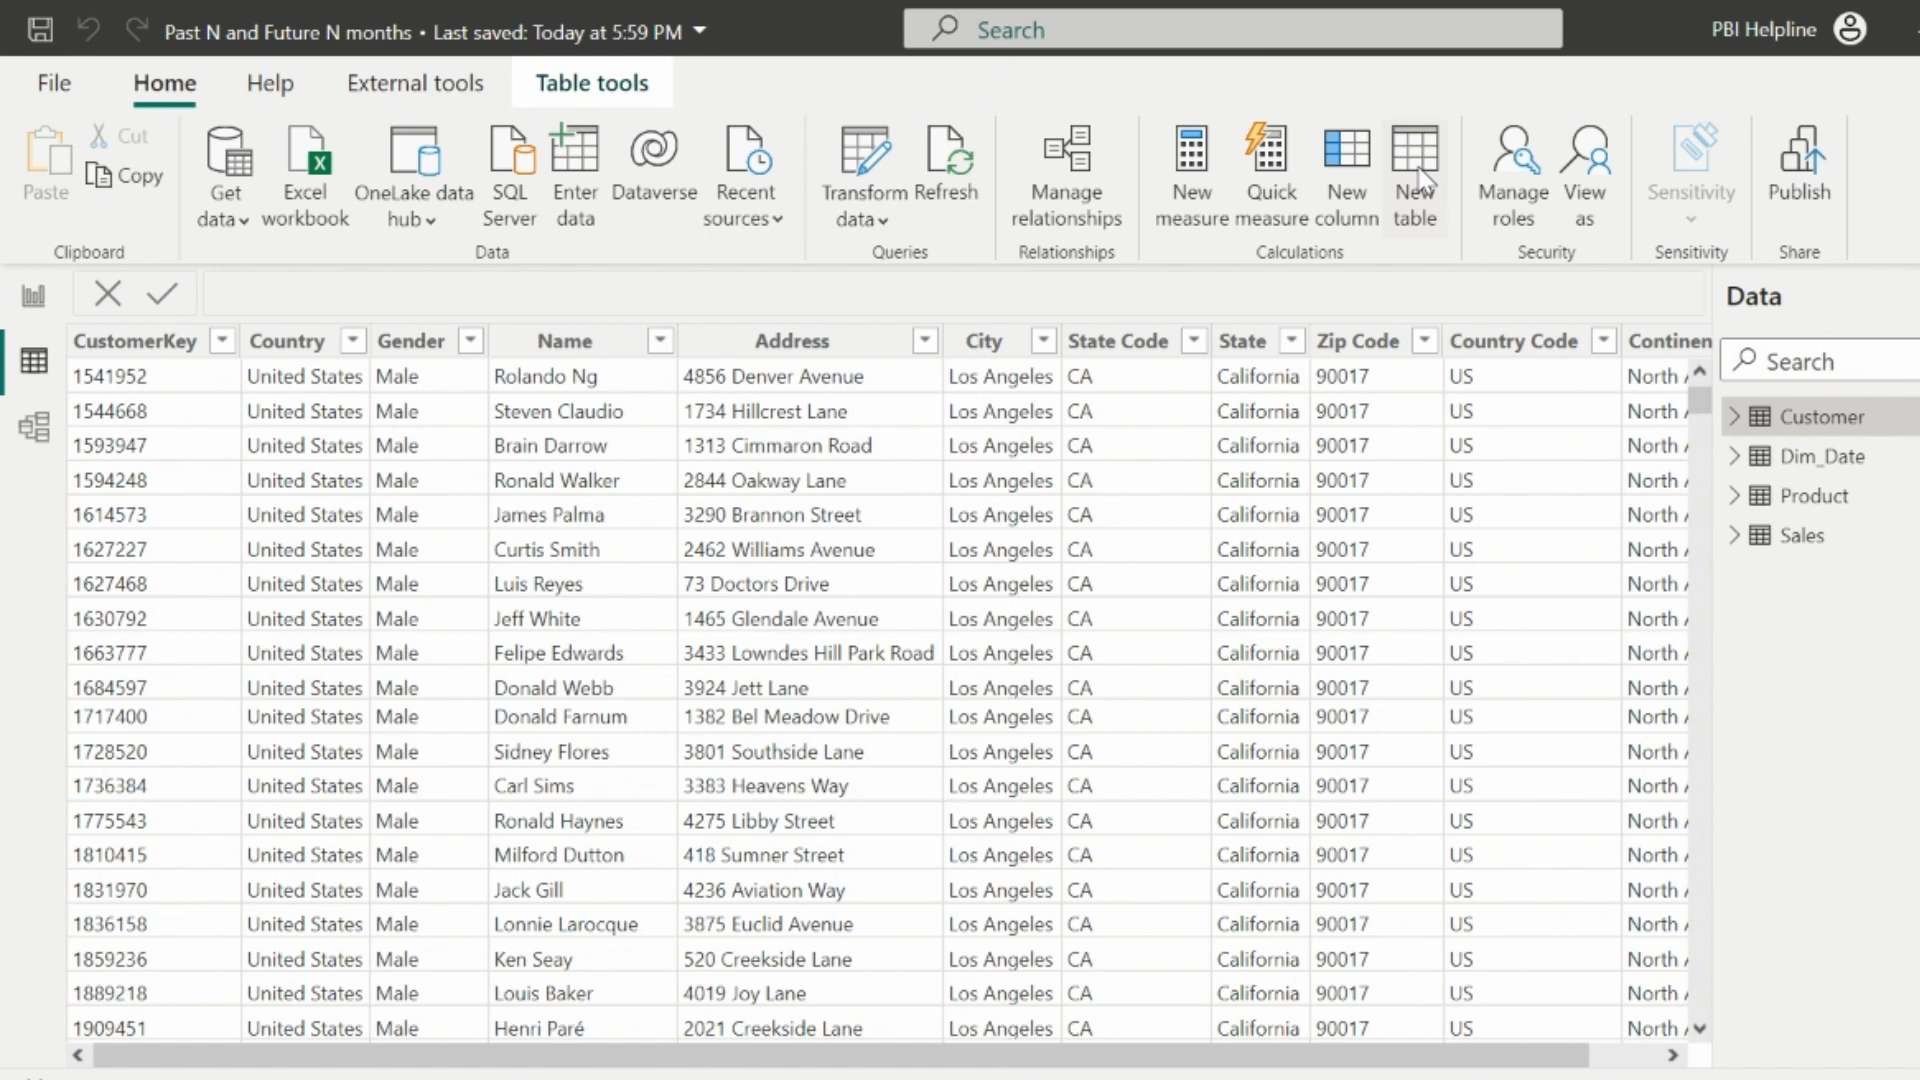 Past N and Future N months • Last saved: Today at 5:59 PM
Search
PBI Helpline
File
Home
Help
External tools
Table tools
Paste
Cut
Copy
Get data
Excel workbook
OneLake data hub
SQL Server
Enter data
Dataverse
Recent sources
Transform data
Refresh
Manage relationships
New measure
Quick measure
New column
New table
Manage roles
View as
Sensitivity
Publish
Clipboard
Data
Queries
Relationships
Calculations
Security
Sensitivity
Share
Data
Search
Customer
Dim_Date
Product
Sales
CustomerKey Country Gender Name Address City State Code State Zip Code Country Code Continen
1541952 United States Male Rolando Ng 4856 Denver Avenue Los Angeles CA California 90017 US North
1544668 United States Male Steven Claudio 1734 Hillcrest Lane Los Angeles CA California 90017 US North
1593947 United States Male Brain Darrow 1313 Cimmaron Road Los Angeles CA California 90017 US North
1594248 United States Male Ronald Walker 2844 Oakway Lane Los Angeles CA California 90017 US North
1614573 United States Male James Palma 3290 Brannon Street Los Angeles CA California 90017 US North
1627227 United States Male Curtis Smith 2462 Williams Avenue Los Angeles CA California 90017 US North
1627468 United States Male Luis Reyes 73 Doctors Drive Los Angeles CA California 90017 US North
1630792 United States Male Jeff White 1465 Glendale Avenue Los Angeles CA California 90017 US North
1663777 United States Male Felipe Edwards 3433 Lowndes Hill Park Road Los Angeles CA California 90017 US North
1684597 United States Male Donald Webb 3924 Jett Lane Los Angeles CA California 90017 US North
1717400 United States Male Donald Farnum 1382 Bel Meadow Drive Los Angeles CA California 90017 US North
1728520 United States Male Sidney Flores 3801 Southside Lane Los Angeles CA California 90017 US North
1736384 United States Male Carl Sims 3383 Heavens Way Los Angeles CA California 90017 US North
1775543 United States Male Ronald Haynes 4275 Libby Street Los Angeles CA California 90017 US North
1810415 United States Male Milford Dutton 418 Sumner Street Los Angeles CA California 90017 US North
1831970 United States Male Jack Gill 4236 Aviation Way Los Angeles CA California 90017 US North
1836158 United States Male Lonnie Larocque 3875 Euclid Avenue Los Angeles CA California 90017 US North
1859236 United States Male Ken Seay 520 Creekside Lane Los Angeles CA California 90017 US North
1889218 United States Male Louis Baker 4019 Joy Lane Los Angeles CA California 90017 US North
1909451 United States Male Henri Paré 2021 Creekside Lane Los Angeles CA California 90017 US North